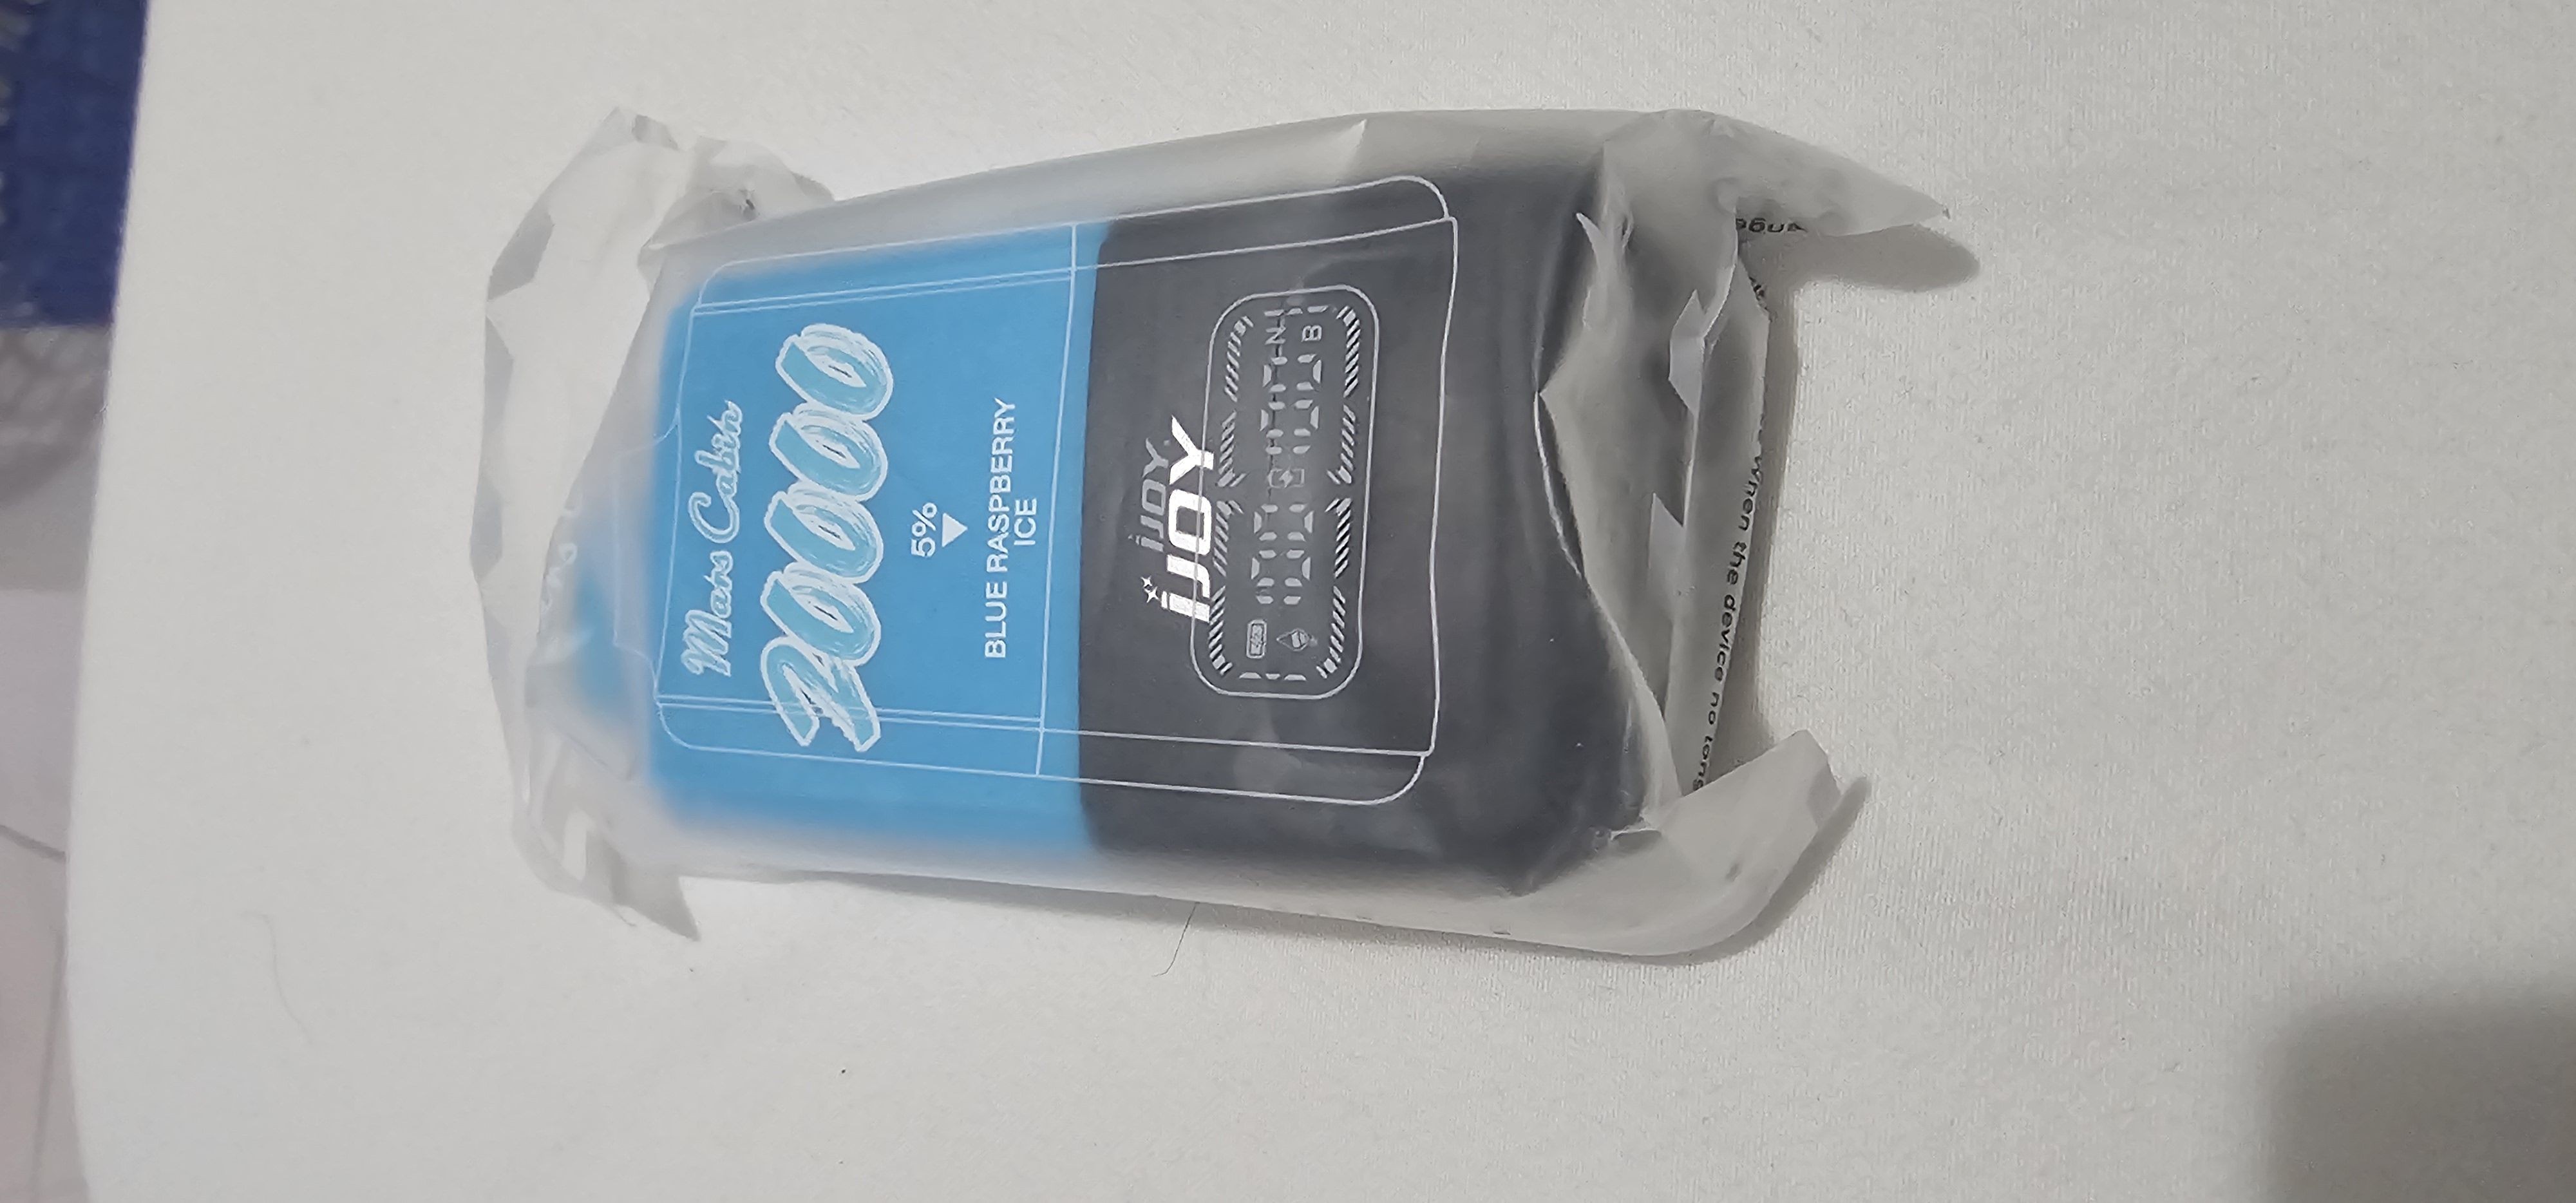 Mars Cabin
20000
5%
BLUE RASPBERRY
ICE
iJOY
iJOY
N
B
when the device no long